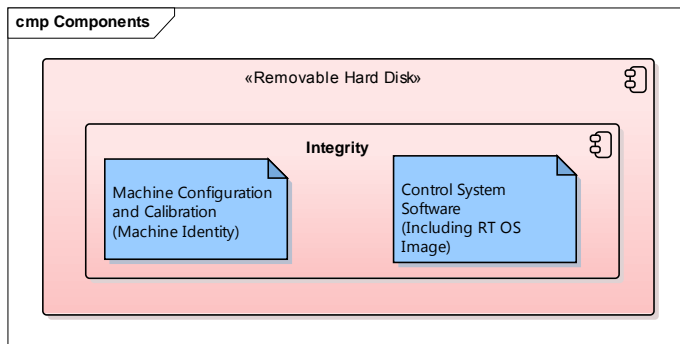 cmp Components
«Removable Hard Disk»
Integrity
Machine Configuration
and Calibration
(Machine Identity)
Control System
Software
(Including RT OS
Image)